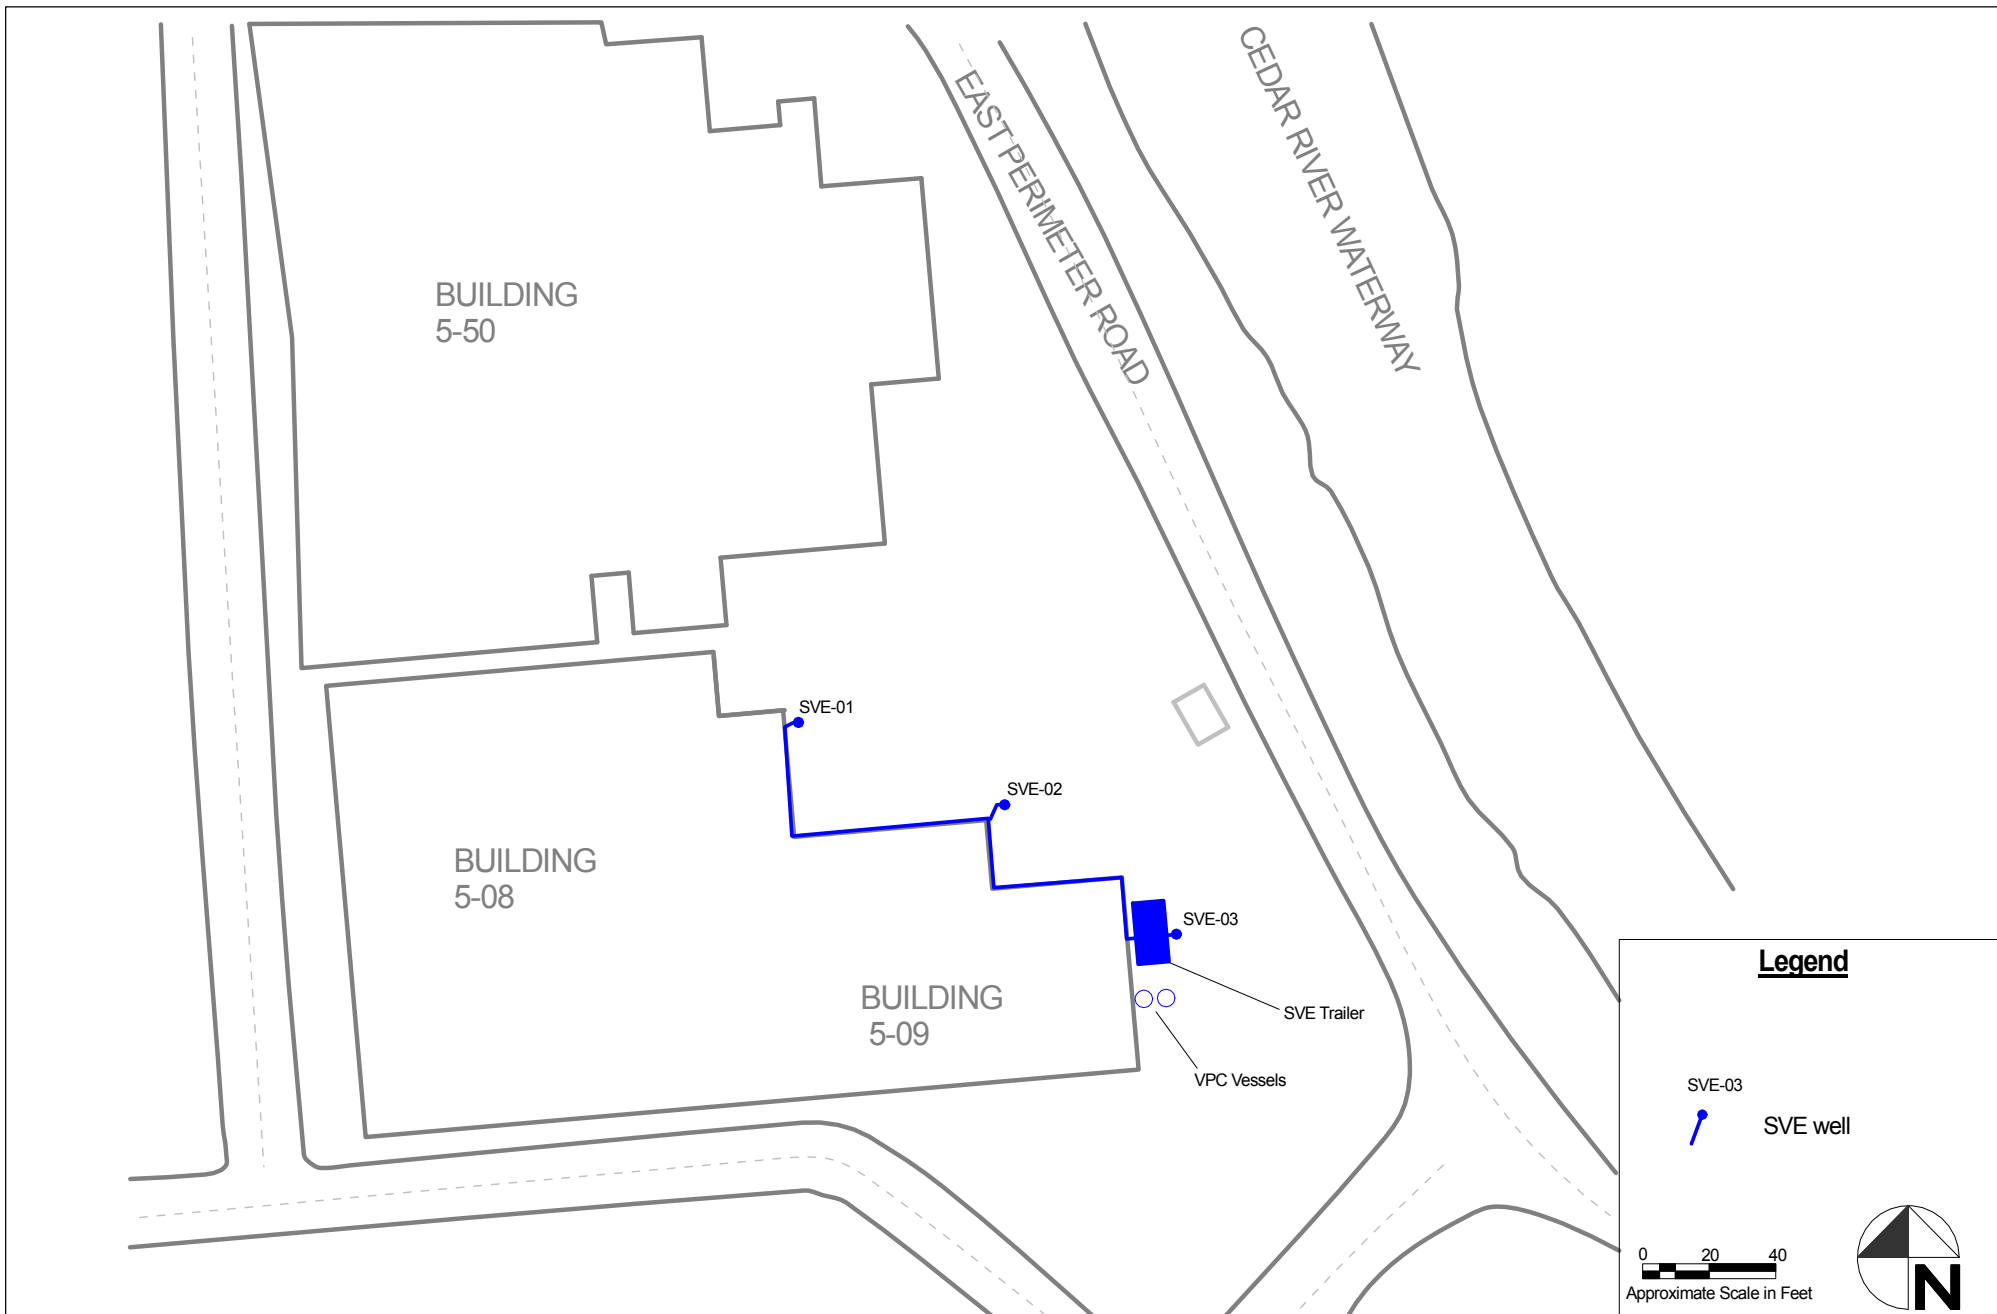 CEDAR RIVER WATERWAY
EAST PERIMETER ROAD
BUILDING
5-50
SVE-01
SVE-02
BUILDING
5-08
SVE-03
BUILDING
5-09
SVE Trailer
VPC Vessels
Legend
SVE-03
SVE well
0 20 40
Approximate Scale in Feet
N